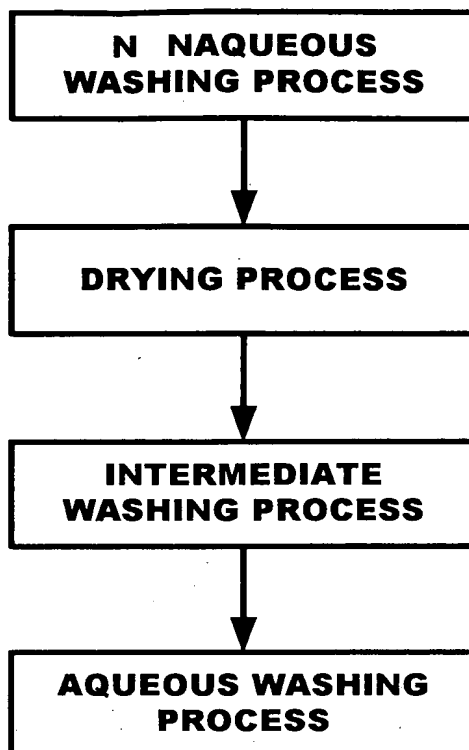 N NAQUEOUS
WASHING PROCESS
DRYING PROCESS
INTERMEDIATE
WASHING PROCESS
AQUEOUS WASHING
PROCESS